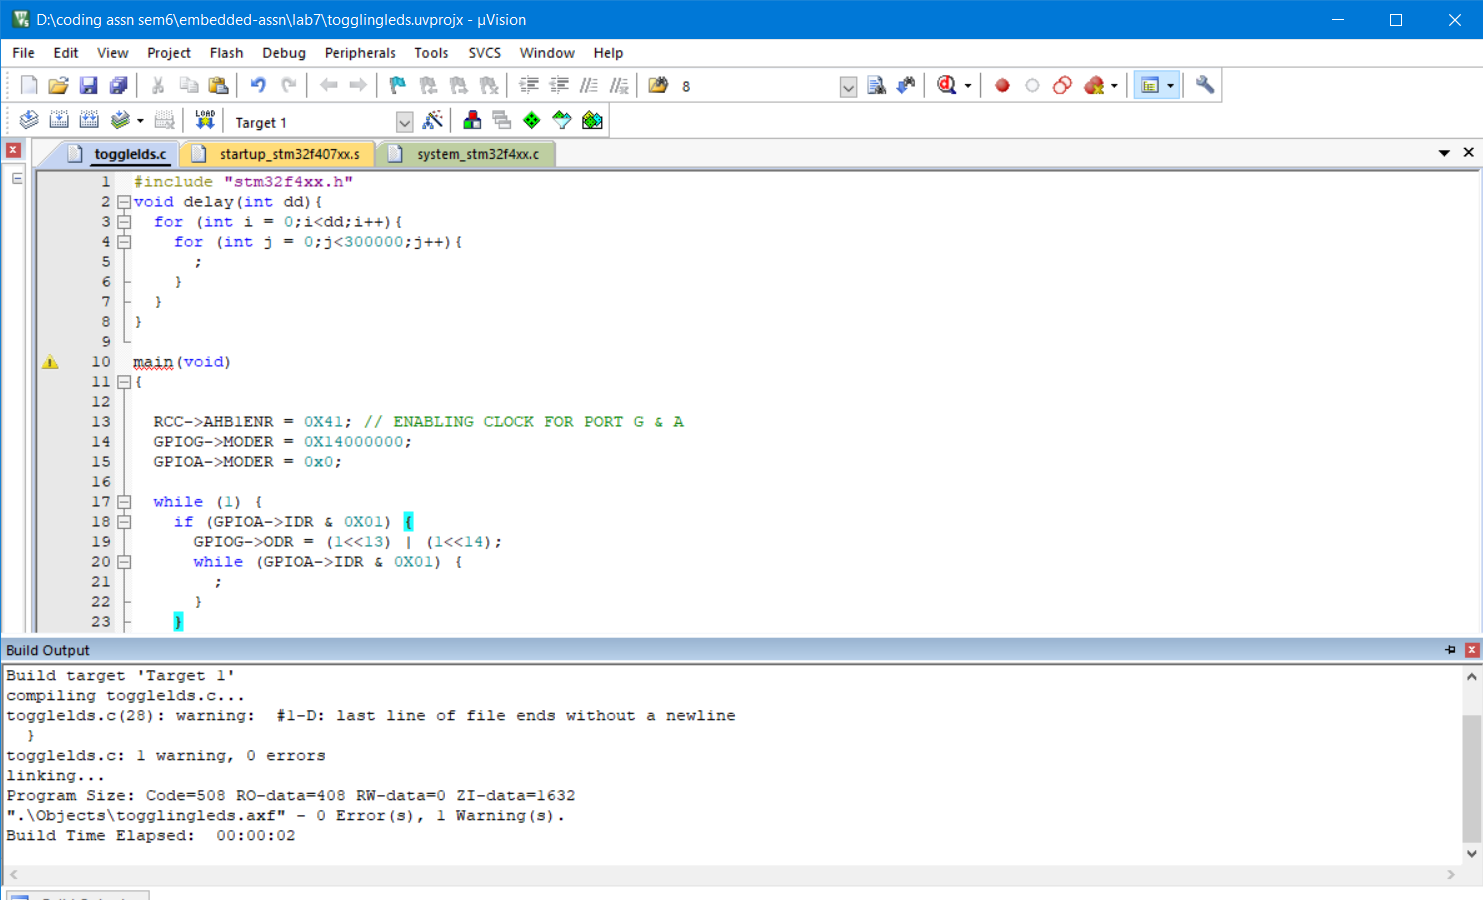 D:\coding assn sem6\embedded-assn\lab7\togglingleds.uvprojx - µVision
File Edit View Project Flash Debug Peripherals Tools SVCS Window Help
8
LOAD Target 1
togglelds.c startup_stm32f407xx.s system_stm32f4xx.c
1 #include "stm32f4xx.h"
2 void delay(int dd){
3 for (int i = 0;i<dd;i++){
4 for (int j = 0;j<300000;j++){
5 ;
6 }
7 }
8 }
9
10 main(void)
11 {
12
13 RCC->AHB1ENR = 0X41; // ENABLING CLOCK FOR PORT G & A
14 GPIOG->MODER = 0X14000000;
15 GPIOA->MODER = 0x0;
16
17 while (1) {
18 if (GPIOA->IDR & 0X01) {
19 GPIOG->ODR = (1<<13) | (1<<14);
20 while (GPIOA->IDR & 0X01) {
21 ;
22 }
23 }
Build Output
Build target 'Target 1'
compiling togglelds.c...
togglelds.c(28): warning:  #1-D: last line of file ends without a newline
}
togglelds.c: 1 warning, 0 errors
linking...
Program Size: Code=508 RO-data=408 RW-data=0 ZI-data=1632
".\Objects\togglingleds.axf" - 0 Error(s), 1 Warning(s).
Build Time Elapsed:  00:00:02